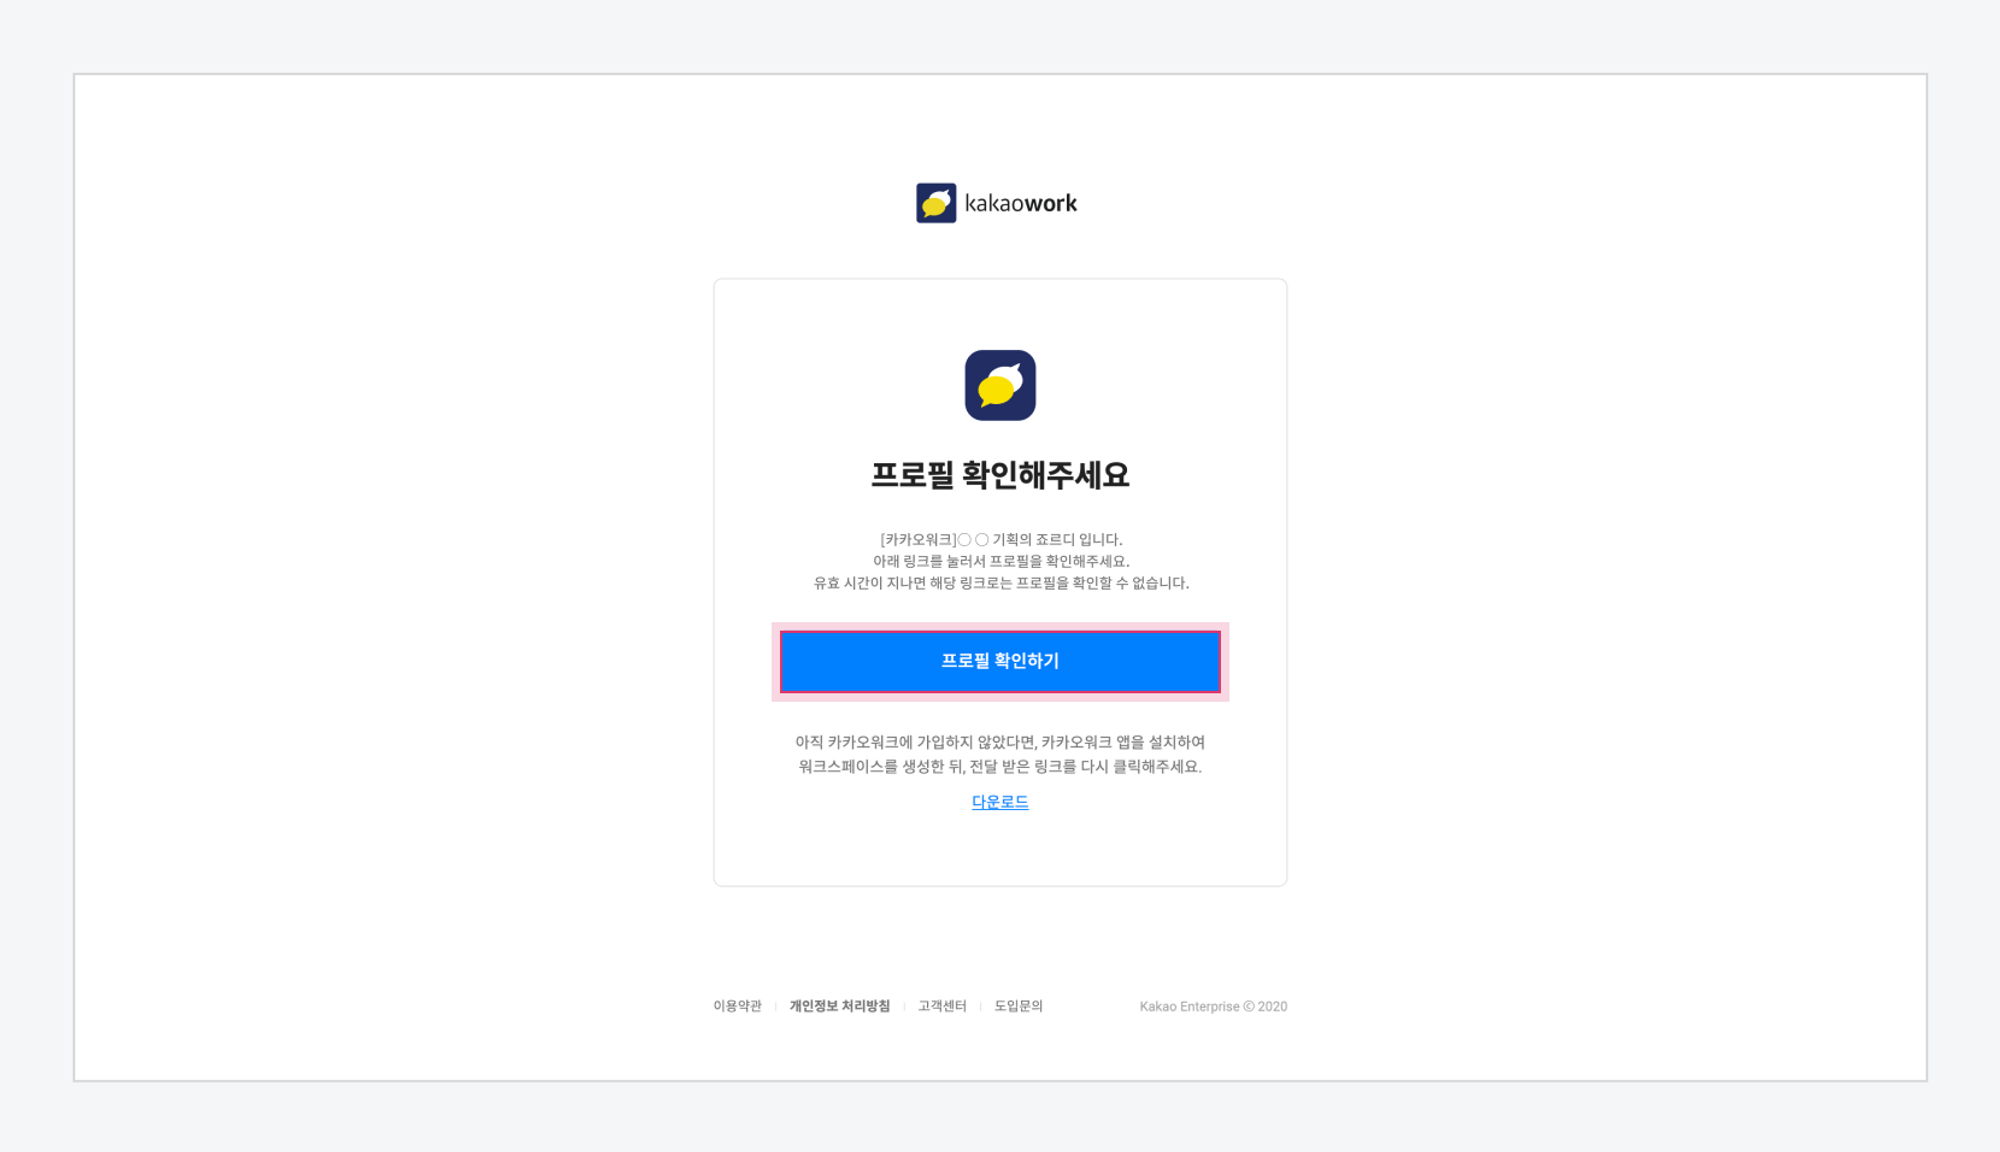 kakaowork
프로필 확인해주세요
[카카오워크]○ ○ 기획의 죠르디 입니다.
아래 링크를 눌러서 프로필을 확인해주세요.
유효 시간이 지나면 해당 링크로는 프로필을 확인할 수 없습니다.
프로필 확인하기
아직 카카오워크에 가입하지 않았다면, 카카오워크 앱을 설치하여
워크스페이스를 생성한 뒤, 전달 받은 링크를 다시 클릭해주세요.
다운로드
이용약관 | 개인정보 처리방침 | 고객센터 | 도입문의 Kakao Enterprise © 2020